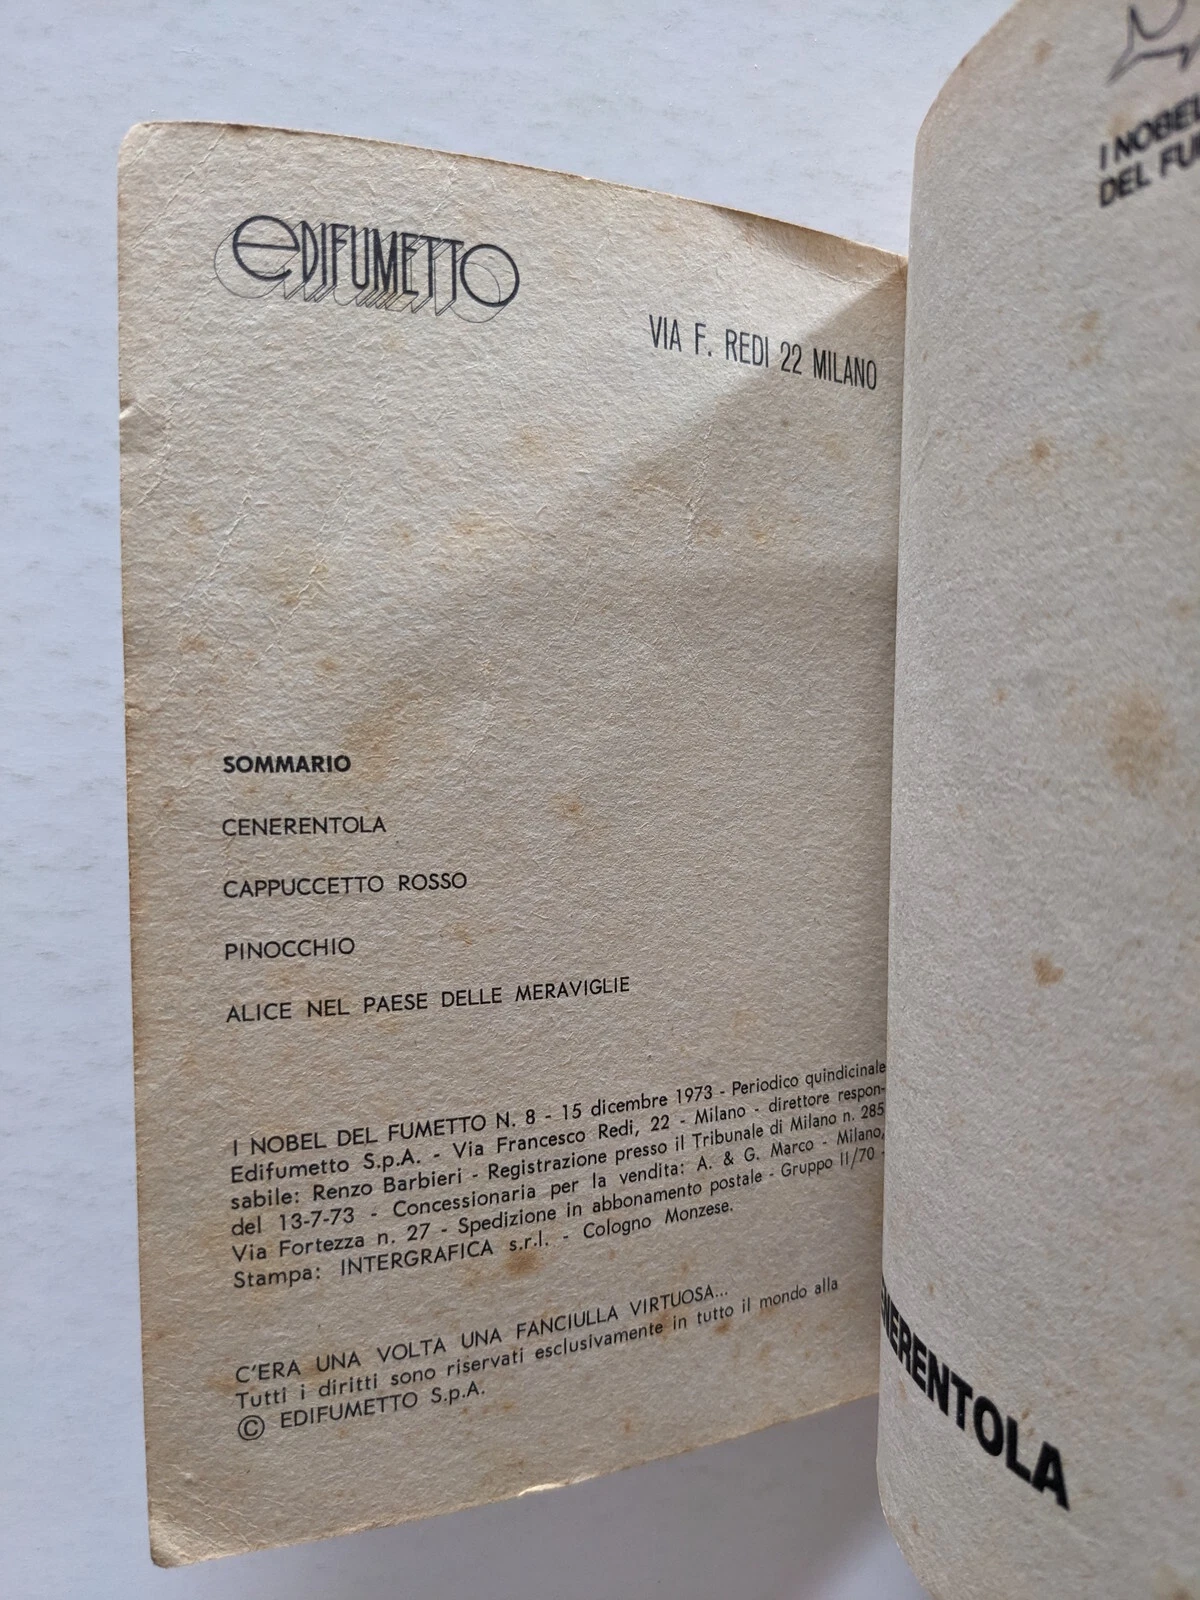 eDIFUMETTO
VIA F. REDI 22 MILANO
SOMMARIO
CENERENTOLA
CAPPUCCETTO ROSSO
PINOCCHIO
ALICE NEL PAESE DELLE MERAVIGLIE
I NOBEL DEL FUMETTO N. 8 - 15 dicembre 1973 - Periodico quindicinale
Edifumetto S.p.A. - Via Francesco Redi, 22 - Milano - direttore respon-
sabile: Renzo Barbieri - Registrazione presso il Tribunale di Milano n. 285
del 13-7-73 - Concessionaria per la vendita: A. & G. Marco - Milano,
Via Fortezza n. 27 - Spedizione in abbonamento postale - Gruppo II/70 -
Stampa: INTERGRAFICA s.r.l. - Cologno Monzese.
C'ERA UNA VOLTA UNA FANCIULLA VIRTUOSA...
Tutti i diritti sono riservati esclusivamente in tutto il mondo alla
© EDIFUMETTO S.p.A.
I NOBEL
DEL FU
ENERENTOLA